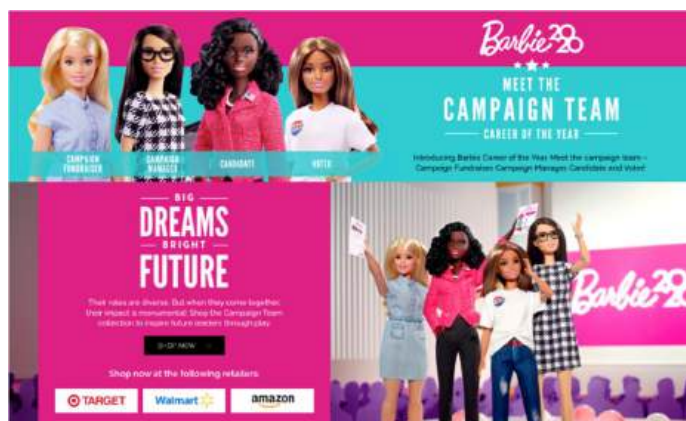 Barbie 2020
MEET THE
CAMPAIGN TEAM
CAREER OF THE YEAR
Introducing Barbie Career of the Year. Meet the campaign team –
Campaign Fundraiser, Campaign Manager, Candidate and Voter!
CAMPAIGN
FUNDRAISER
CAMPAIGN
MANAGER
CANDIDATE
VOTER
BIG
DREAMS
BRIGHT
FUTURE
Their roles are diverse. But when they come together,
their impact is monumental! Shop the Campaign Team
collection to inspire future leaders through play.
SHOP NOW
Shop now at the following retailers:
TARGET
Walmart
amazon
Barbie 2020